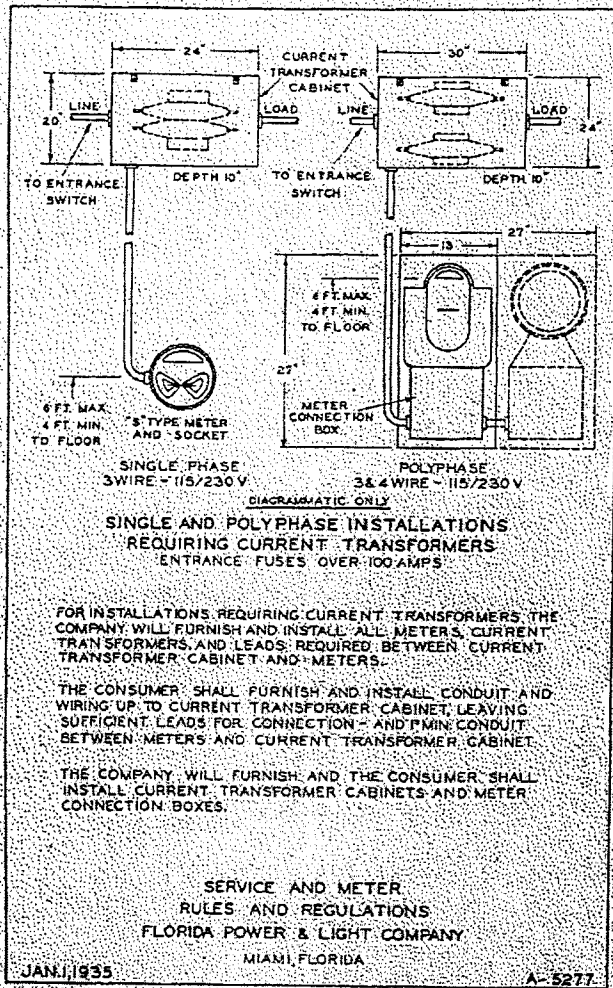 24"
30"
CURRENT
TRANSFORMER
CABINET
20"
LINE
LOAD
LINE
LOAD
24"
TO ENTRANCE
SWITCH
DEPTH 10"
TO ENTRANCE
SWITCH
DEPTH 10"
27"
13
6 FT. MAX.
4 FT. MIN.
TO FLOOR
27"
METER
CONNECTION
BOX
6 FT. MAX.
4 FT. MIN.
TO FLOOR
"S" TYPE METER
AND SOCKET
SINGLE PHASE
3 WIRE - 115/230 V
POLYPHASE
3 & 4 WIRE - 115/230 V
DIAGRAMMATIC ONLY
SINGLE AND POLYPHASE INSTALLATIONS
REQUIRING CURRENT TRANSFORMERS
ENTRANCE FUSES OVER 100 AMPS
FOR INSTALLATIONS REQUIRING CURRENT TRANSFORMERS, THE
COMPANY WILL FURNISH AND INSTALL ALL METERS, CURRENT
TRANSFORMERS, AND LEADS REQUIRED BETWEEN CURRENT
TRANSFORMER CABINET AND METERS.
THE CONSUMER SHALL FURNISH AND INSTALL CONDUIT AND
WIRING UP TO CURRENT TRANSFORMER CABINET, LEAVING
SUFFICIENT LEADS FOR CONNECTION - AND 1" MIN. CONDUIT
BETWEEN METERS AND CURRENT TRANSFORMER CABINET
THE COMPANY WILL FURNISH AND THE CONSUMER SHALL
INSTALL CURRENT TRANSFORMER CABINETS AND METER
CONNECTION BOXES.
SERVICE AND METER
RULES AND REGULATIONS
FLORIDA POWER & LIGHT COMPANY
MIAMI, FLORIDA
JAN. 1, 1935
A-5277